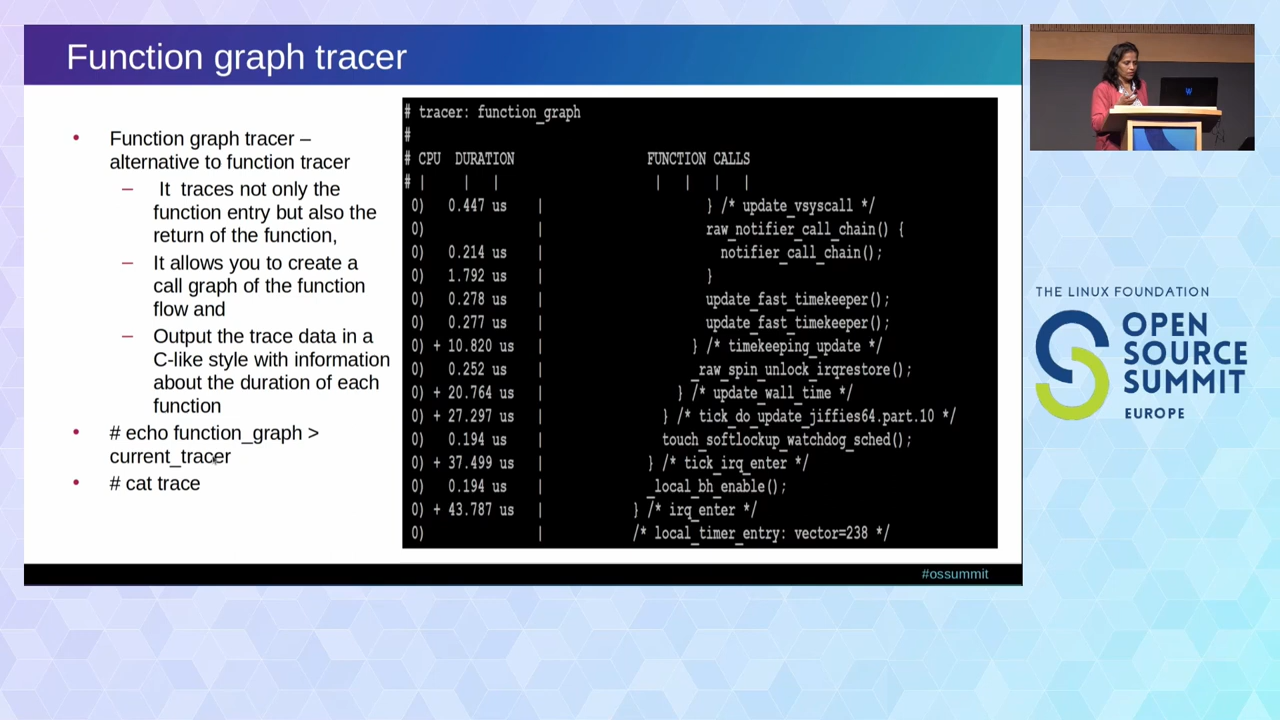 Function graph tracer
• Function graph tracer –
alternative to function tracer
– It traces not only the
function entry but also the
return of the function,
– It allows you to create a
call graph of the function
flow and
– Output the trace data in a
C-like style with information
about the duration of each
function
• # echo function_graph >
current_tracer
• # cat trace
# tracer: function_graph
#
# CPU  DURATION                  FUNCTION CALLS
# |     |   |                     |   |   |   |
0)   0.447 us    |                    } /* update_vsyscall */
0)               |                    raw_notifier_call_chain() {
0)   0.214 us    |                      notifier_call_chain();
0)   1.792 us    |                    }
0)   0.278 us    |                    update_fast_timekeeper();
0)   0.277 us    |                    update_fast_timekeeper();
0) + 10.820 us   |                  } /* timekeeping_update */
0)   0.252 us    |                  _raw_spin_unlock_irqrestore();
0) + 20.764 us   |                } /* update_wall_time */
0) + 27.297 us   |              } /* tick_do_update_jiffies64.part.10 */
0)   0.194 us    |              touch_softlockup_watchdog_sched();
0) + 37.499 us   |            } /* tick_irq_enter */
0)   0.194 us    |            _local_bh_enable();
0) + 43.787 us   |          } /* irq_enter */
0)               |          /* local_timer_entry: vector=238 */
#ossummit
W
THE LINUX FOUNDATION
OPEN
SOURCE
SUMMIT
EUROPE